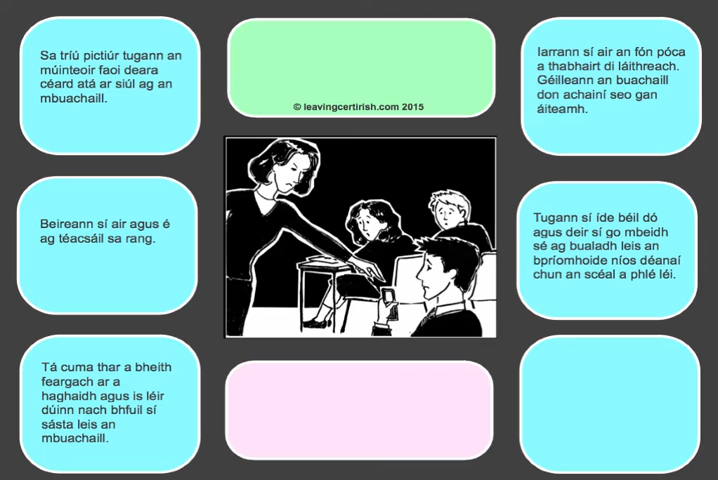 Sa tríú pictiúr tugann an
múinteoir faoi deara
céard atá ar siúl ag an
mbuachaill.
Beireann sí air agus é
ag téacsáil sa rang.
Tá cuma thar a bheith
feargach ar a
haghaidh agus is léir
dúinn nach bhfuil sí
sásta leis an
mbuachaill.
© leavingcertirish.com 2015
Iarrann sí air an fón póca
a thabhairt di láithreach.
Géilleann an buachaill
don achainí seo gan
áiteamh.
Tugann sí íde béil dó
agus deir sí go mbeidh
sé ag bualadh leis an
bpríomhoide níos déanaí
chun an scéal a phlé léi.